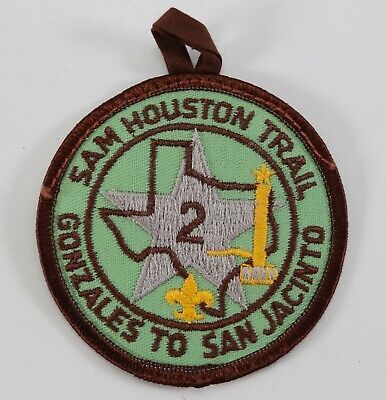 SAM HOUSTON TRAIL
2
GONZALES TO SAN JACINTO